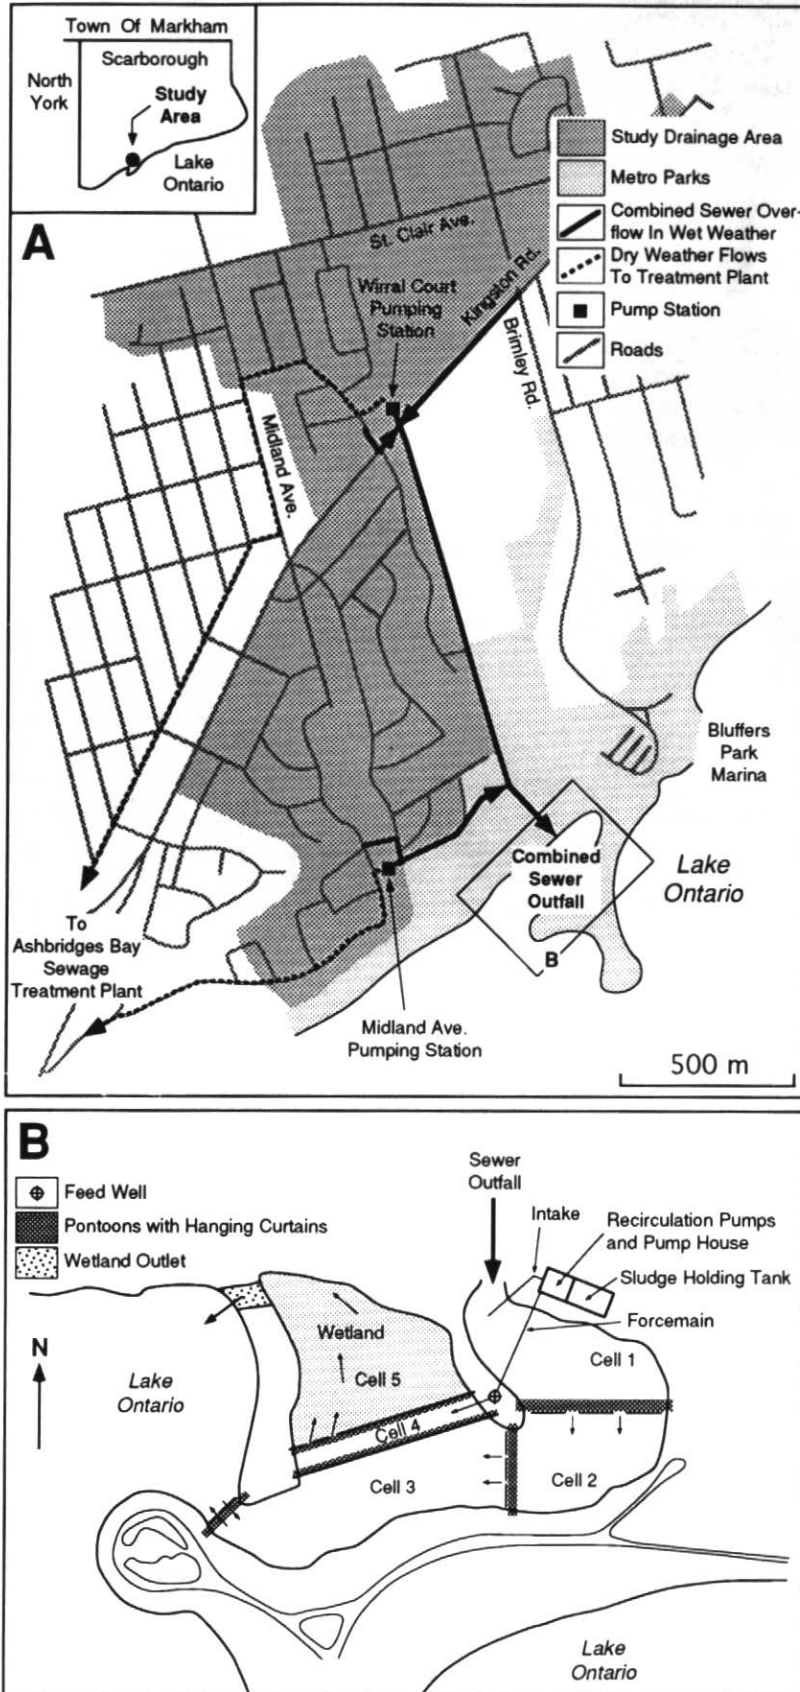 Town Of Markham
Scarborough
North
York
Study
Area
Lake
Ontario
A
Study Drainage Area
Metro Parks
Combined Sewer Over-
flow In Wet Weather
Dry Weather Flows
To Treatment Plant
Pump Station
Roads
St. Clair Ave.
Wirral Court
Pumping
Station
Kingston Rd.
Brimley Rd.
Midland Ave.
Bluffers
Park
Marina
Combined
Sewer
Outfall
Lake
Ontario
B
To
Ashbridges Bay
Sewage
Treatment Plant
Midland Ave.
Pumping Station
500 m
B
Feed Well
Pontoons with Hanging Curtains
Wetland Outlet
Sewer
Outfall
Intake
Recirculation Pumps
and Pump House
Sludge Holding Tank
Forcemain
N
Lake
Ontario
Wetland
Cell 5
Cell 4
Cell 1
Cell 2
Cell 3
Lake
Ontario